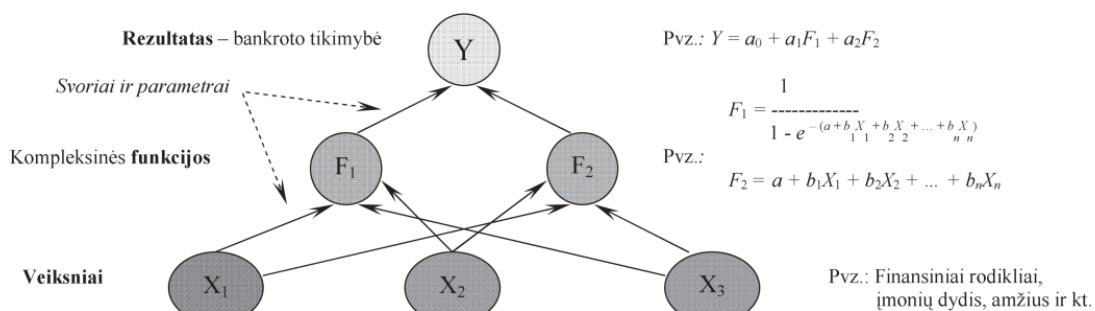 Rezultatas – bankroto tikimybė
Y
Pvz.: Y = a₀ + a₁F₁ + a₂F₂
Svoriai ir parametrai
1
F₁ = -------------
1 - e –(a+b₁X₁+b₂X₂+...+bₙXₙ)
Kompleksinės funkcijos
F₁
F₂
Pvz.:
F₂ = a + b₁X₁ + b₂X₂ + ... + bₙXₙ
Veiksniai
X₁
X₂
X₃
Pvz.: Finansiniai rodikliai,
įmonių dydis, amžius ir kt.